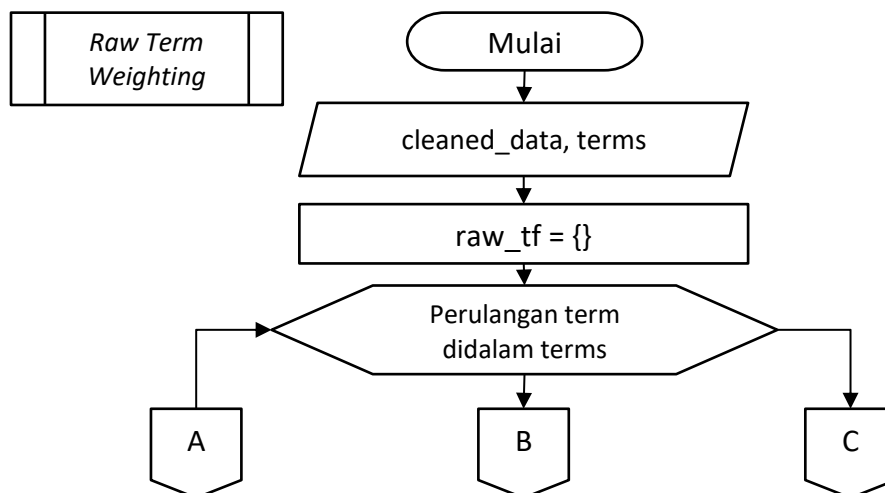 Raw Term
Weighting
Mulai
cleaned_data, terms
raw_tf = {}
Perulangan term
didalam terms
A
B
C